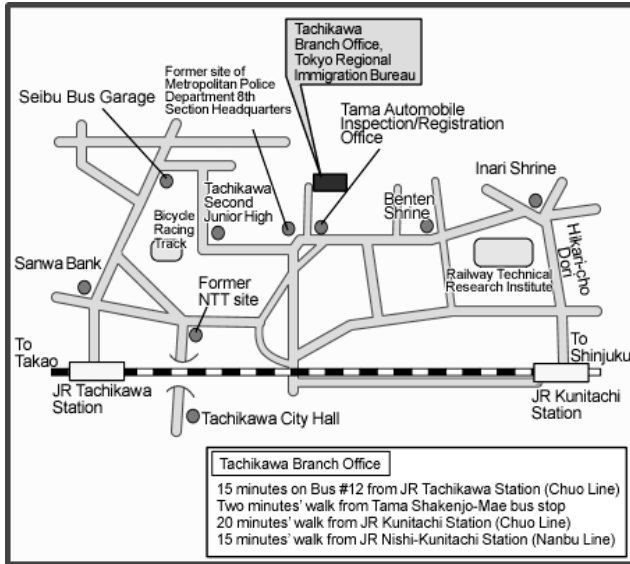 Tachikawa
Branch Office,
Tokyo Regional
Immigration Bureau
Former site of
Metropolitan Police
Department 8th
Section Headquarters
Seibu Bus Garage
Tama Automobile
Inspection/Registration
Office
Inari Shrine
Tachikawa
Second
Junior High
Benten
Shrine
Bicycle
Racing
Track
Hikari-cho
Dori
Sanwa Bank
Former
NTT site
Railway Technical
Research Institute
To
Takao
To
Shinjuku
JR Tachikawa
Station
JR Kunitachi
Station
Tachikawa City Hall
Tachikawa Branch Office
15 minutes on Bus #12 from JR Tachikawa Station (Chuo Line)
Two minutes' walk from Tama Shakenjo-Mae bus stop
20 minutes' walk from JR Kunitachi Station (Chuo Line)
15 minutes' walk from JR Nishi-Kunitachi Station (Nanbu Line)